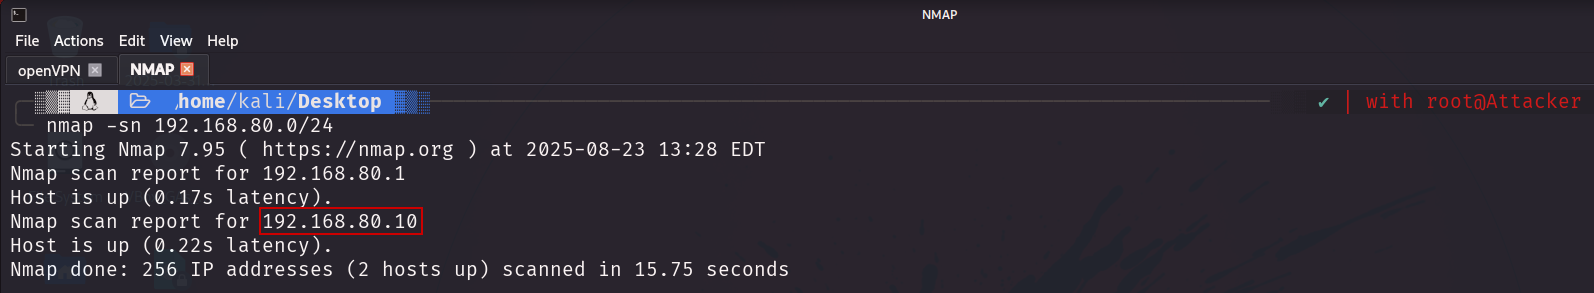 NMAP
File Actions Edit View Help
openVPN NMAP
/home/kali/Desktop ✔ with root@Attacker
nmap -sn 192.168.80.0/24
Starting Nmap 7.95 ( https://nmap.org ) at 2025-08-23 13:28 EDT
Nmap scan report for 192.168.80.1
Host is up (0.17s latency).
Nmap scan report for 192.168.80.10
Host is up (0.22s latency).
Nmap done: 256 IP addresses (2 hosts up) scanned in 15.75 seconds